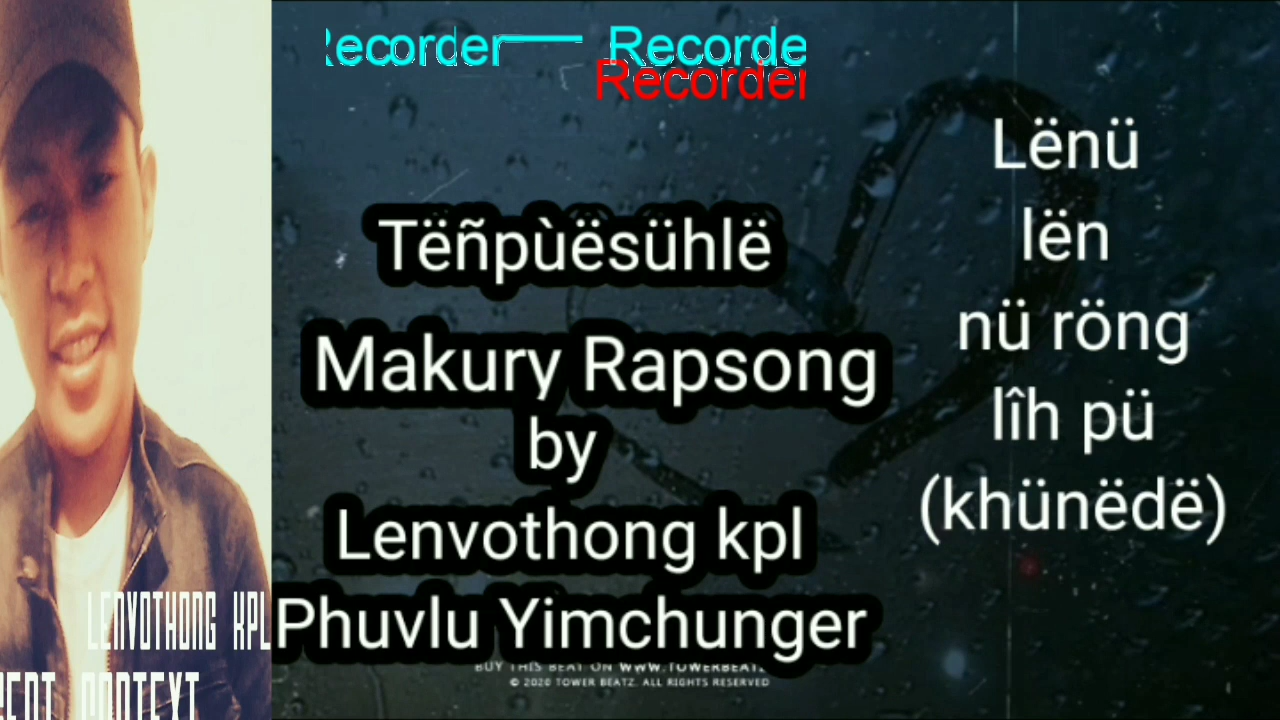 Recorder
Recorder
Tëñpùësühlë
Makury Rapsong
by
Lenvothong kpl
Phuvlu Yimchunger
Lënü
lën
nü röng
lîh pü
(khünëdë)
LENVOTHONG KPL
BUY THIS BEAT ON WWW.TOWERBEATZ
© 2020 TOWER BEATZ. ALL RIGHTS RESERVED